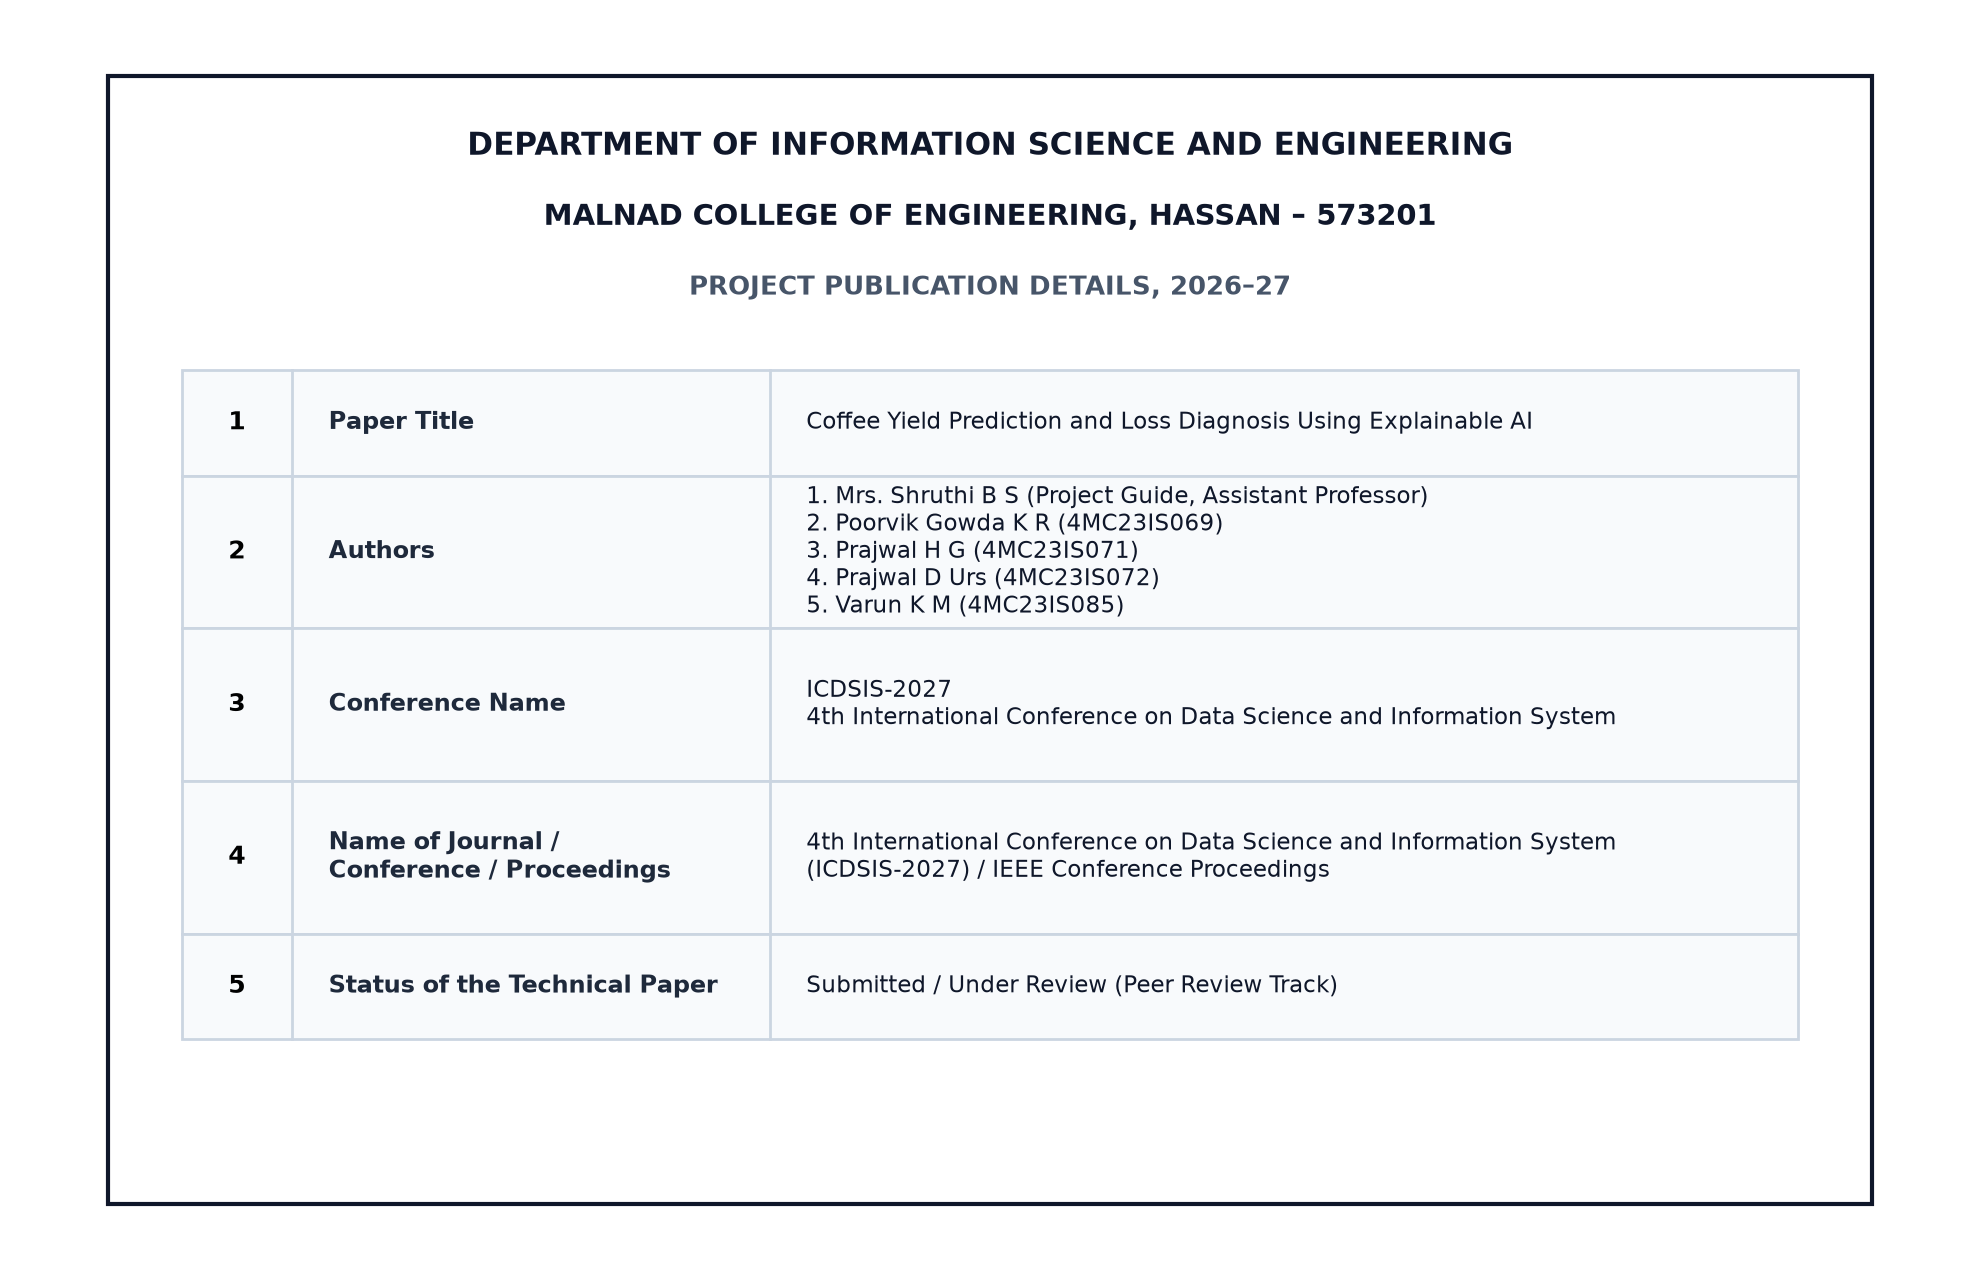 DEPARTMENT OF INFORMATION SCIENCE AND ENGINEERING
MALNAD COLLEGE OF ENGINEERING, HASSAN – 573201
PROJECT PUBLICATION DETAILS, 2026–27
1
Paper Title
Coffee Yield Prediction and Loss Diagnosis Using Explainable AI
2
Authors
1. Mrs. Shruthi B S (Project Guide, Assistant Professor)
2. Poorvik Gowda K R (4MC23IS069)
3. Prajwal H G (4MC23IS071)
4. Prajwal D Urs (4MC23IS072)
5. Varun K M (4MC23IS085)
3
Conference Name
ICDSIS-2027
4th International Conference on Data Science and Information System
4
Name of Journal /
Conference / Proceedings
4th International Conference on Data Science and Information System
(ICDSIS-2027) / IEEE Conference Proceedings
5
Status of the Technical Paper
Submitted / Under Review (Peer Review Track)